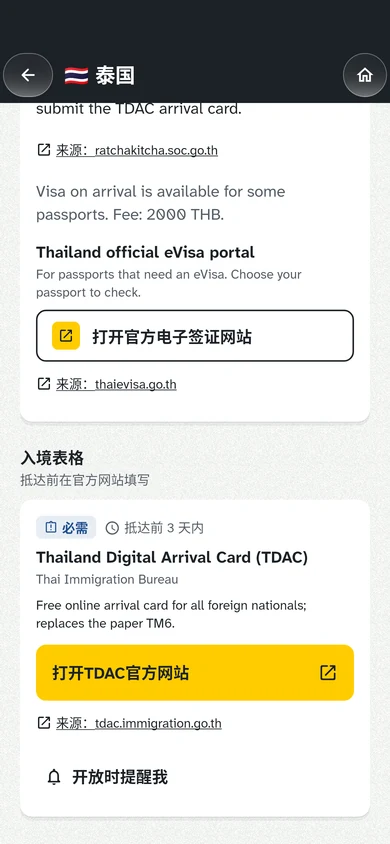 泰国
submit the TDAC arrival card.
来源：ratchakitcha.soc.go.th
Visa on arrival is available for some
passports. Fee: 2000 THB.
Thailand official eVisa portal
For passports that need an eVisa. Choose your
passport to check.
打开官方电子签证网站
来源：thaievisa.go.th
入境表格
抵达前在官方网站填写
必需 抵达前 3 天内
Thailand Digital Arrival Card (TDAC)
Thai Immigration Bureau
Free online arrival card for all foreign nationals;
replaces the paper TM6.
打开TDAC官方网站
来源：tdac.immigration.go.th
开放时提醒我